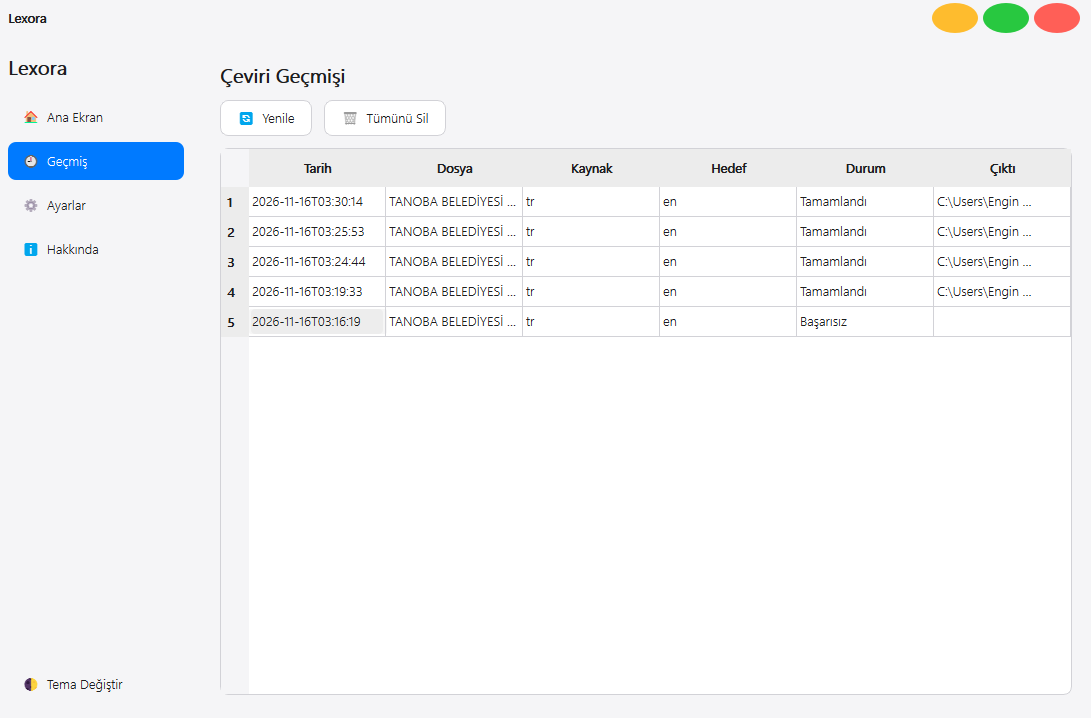 Lexora
Lexora
Ana Ekran
Geçmiş
Ayarlar
Hakkında
Tema Değiştir
Çeviri Geçmişi
Yenile
Tümünü Sil
Tarih Dosya Kaynak Hedef Durum Çıktı
1 2026-11-16T03:30:14 TANOBA BELEDİYESİ ... tr en Tamamlandı C:\Users\Engin ...
2 2026-11-16T03:25:53 TANOBA BELEDİYESİ ... tr en Tamamlandı C:\Users\Engin ...
3 2026-11-16T03:24:44 TANOBA BELEDİYESİ ... tr en Tamamlandı C:\Users\Engin ...
4 2026-11-16T03:19:33 TANOBA BELEDİYESİ ... tr en Tamamlandı C:\Users\Engin ...
5 2026-11-16T03:16:19 TANOBA BELEDİYESİ ... tr en Başarısız